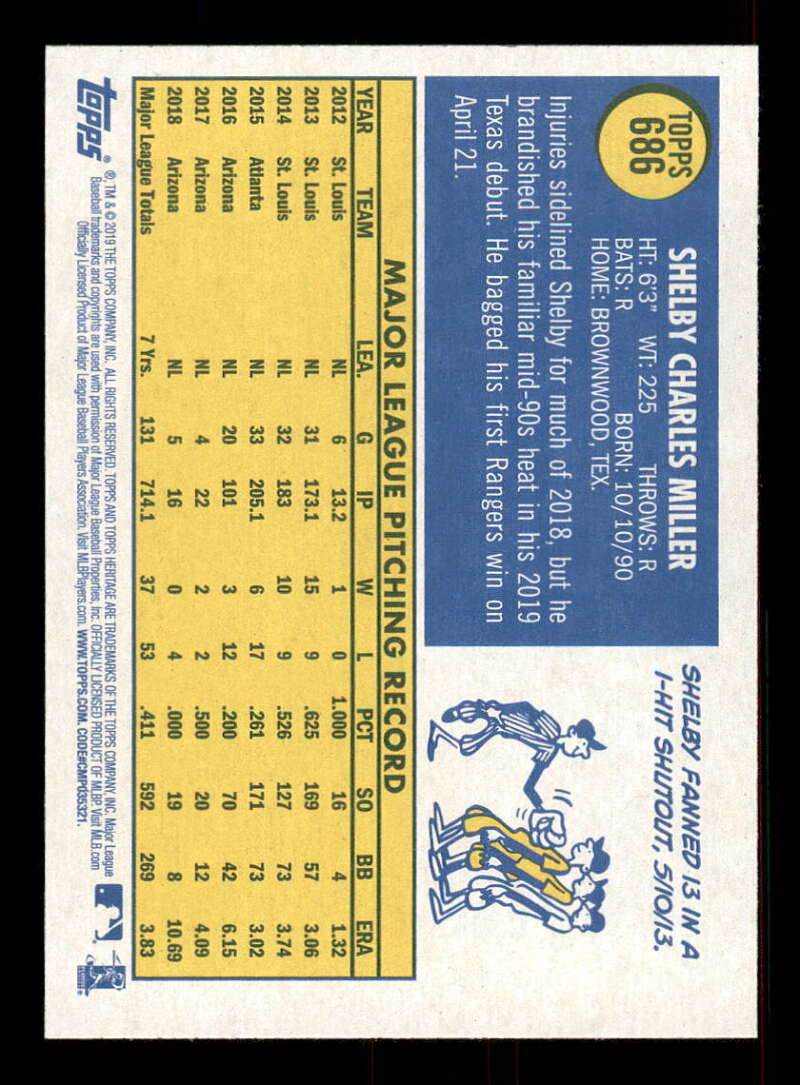 TOPPS
686
SHELBY CHARLES MILLER
HT: 6'3" WT: 225 THROWS: R
BATS: R BORN: 10/10/90
HOME: BROWNWOOD, TEX.
Injuries sidelined Shelby for much of 2018, but he
brandished his familiar mid-90s heat in his 2019
Texas debut. He bagged his first Rangers win on
April 21.
SHELBY FANNED 13 IN A
1-HIT SHUTOUT, 5/10/13.
MAJOR LEAGUE PITCHING RECORD
YEAR TEAM LEA. G IP W L PCT SO BB ERA
2012 St. Louis NL 6 13.2 1 0 1.000 16 4 1.32
2013 St. Louis NL 31 173.1 15 9 .625 169 57 3.06
2014 St. Louis NL 32 183 10 9 .526 127 73 3.74
2015 Atlanta NL 33 205.1 6 17 .261 171 73 3.02
2016 Arizona NL 20 101 3 12 .200 70 42 6.15
2017 Arizona NL 4 22 2 2 .500 20 12 4.09
2018 Arizona NL 5 16 0 4 .000 19 8 10.69
Major League Totals 7 Yrs. 131 714.1 37 53 .411 592 269 3.83
topps
®, TM & © 2019 THE TOPPS COMPANY, INC. ALL RIGHTS RESERVED. TOPPS AND TOPPS HERITAGE ARE TRADEMARKS OF THE TOPPS COMPANY, INC. Major League
Baseball trademarks and copyrights are used with permission of Major League Baseball Properties, Inc. OFFICIALLY LICENSED PRODUCT OF MLBP. Visit MLB.com
Officially Licensed Product of Major League Baseball Players Association. Visit MLBPlayers.com. WWW.TOPPS.COM. CODE#CMP035321.